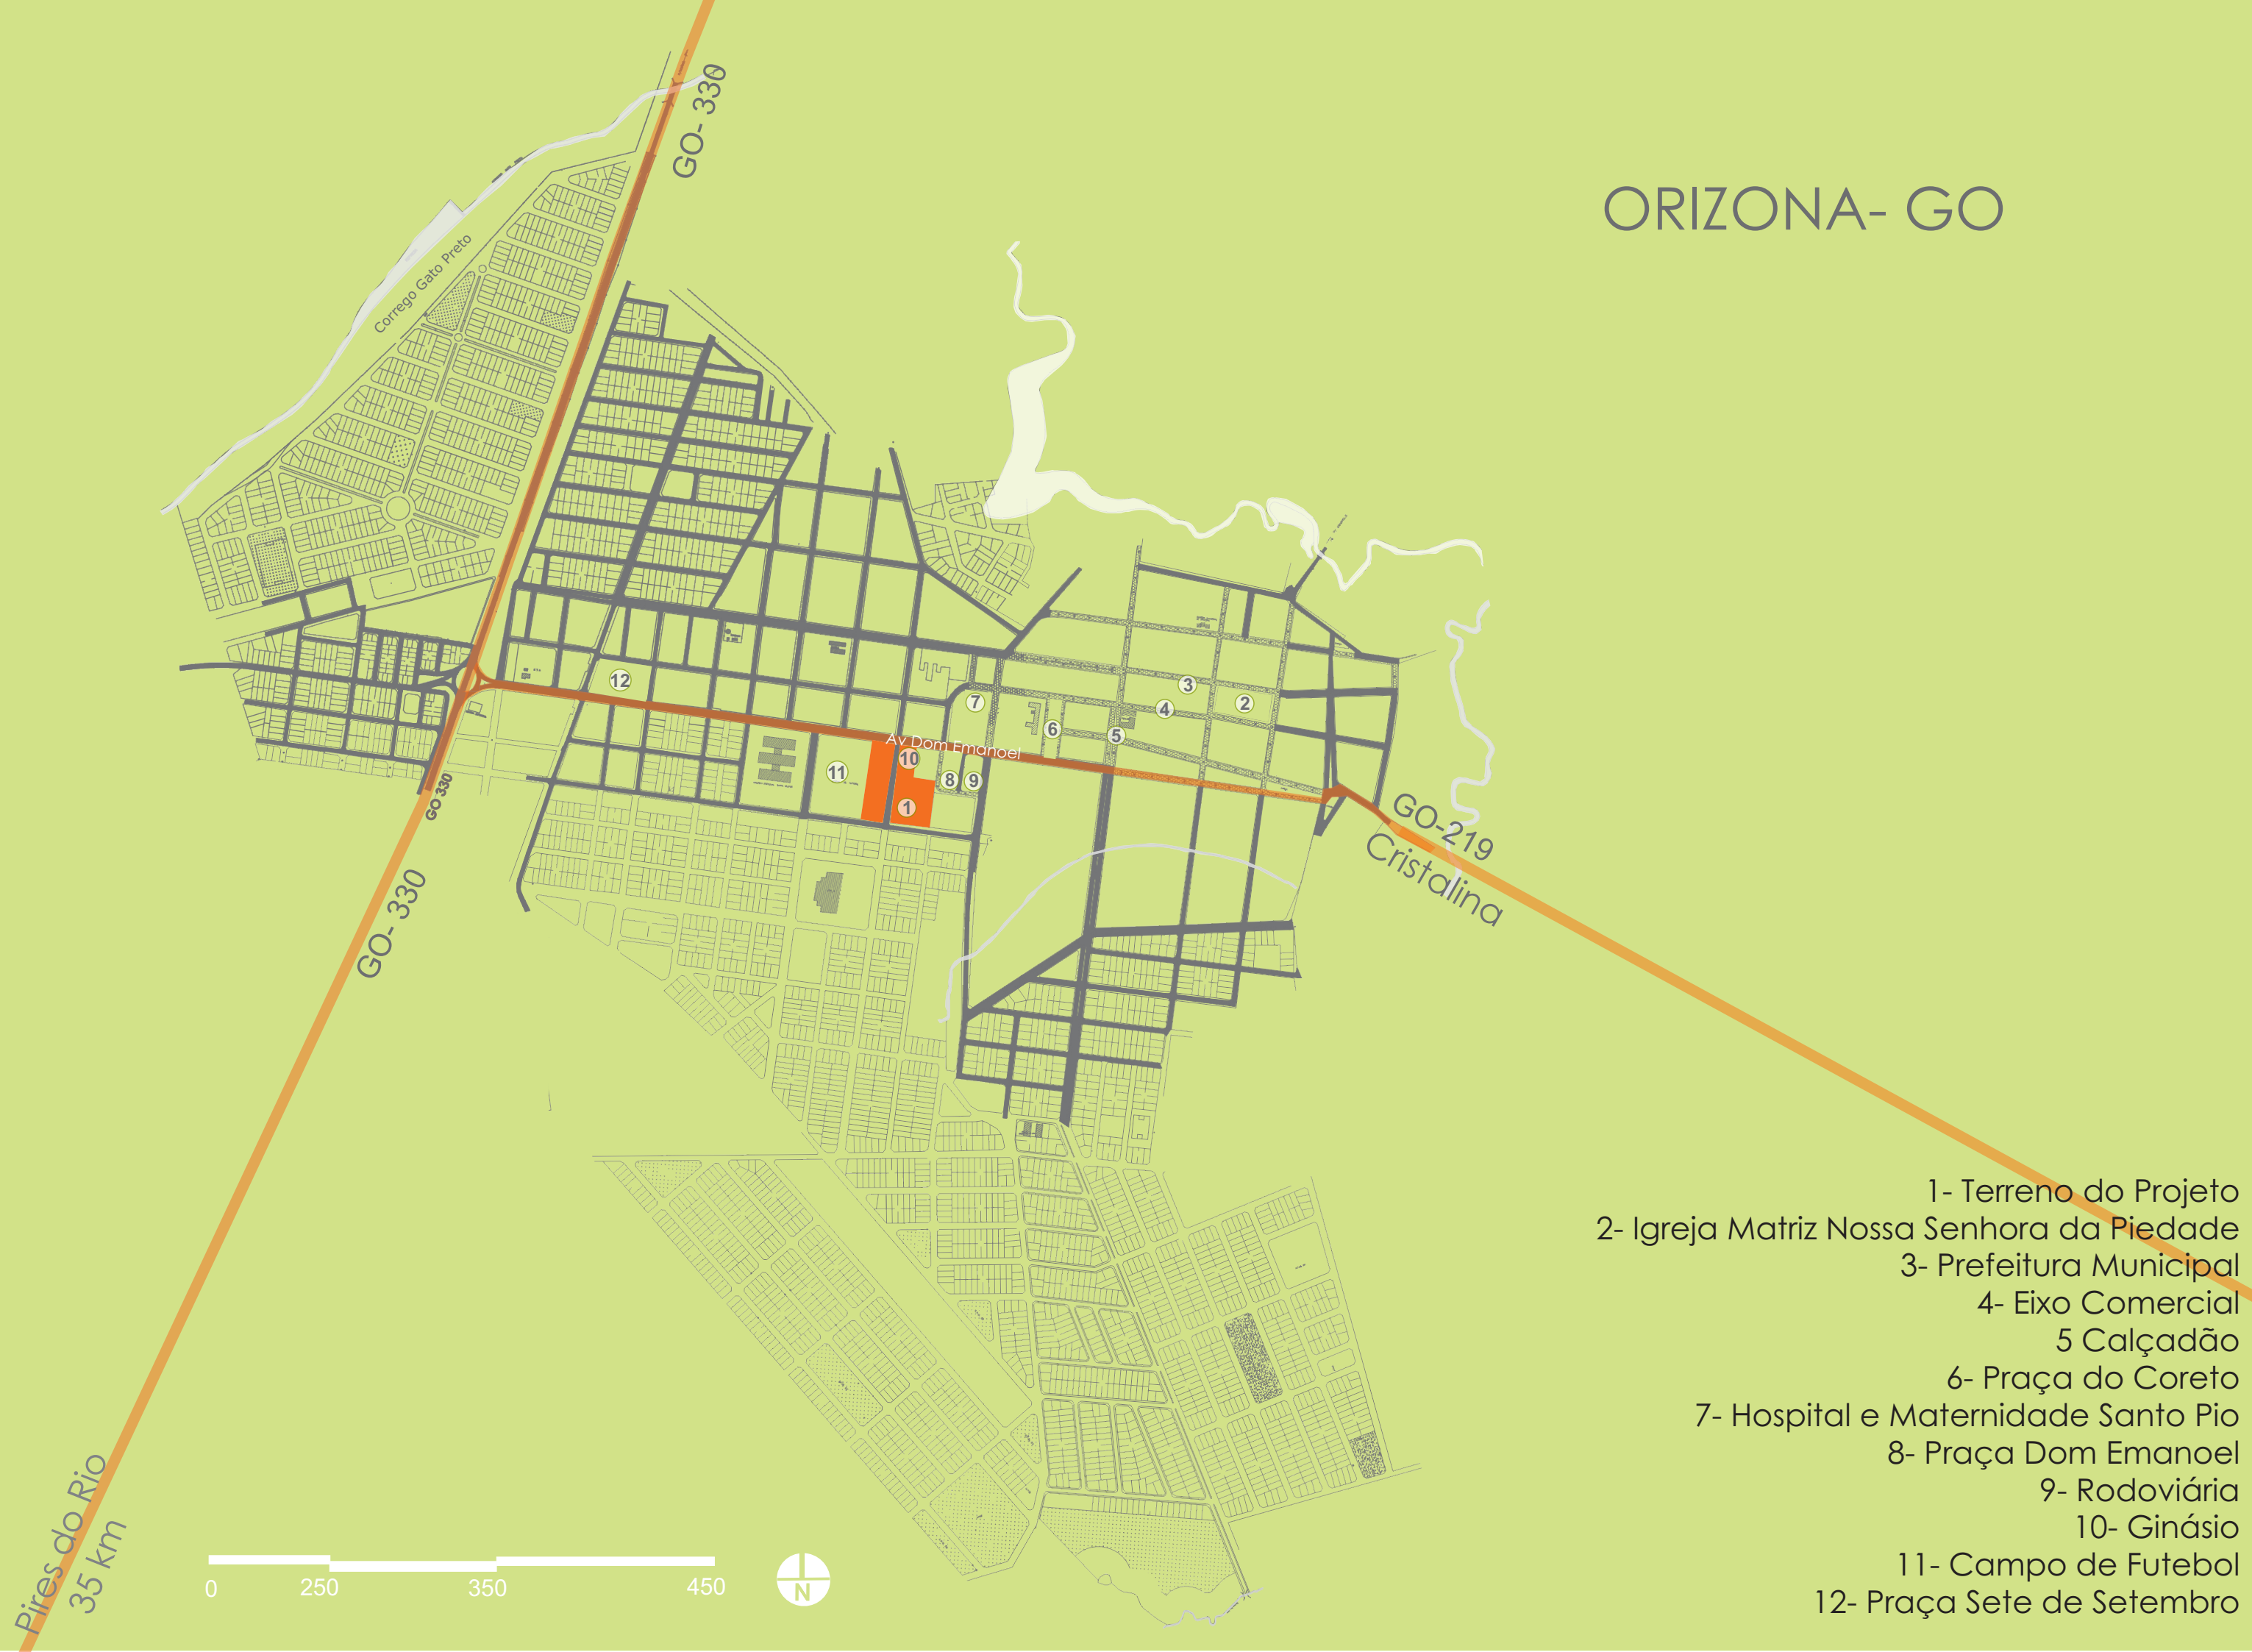 GO- 330
ORIZONA- GO
Corrego Gato Preto
12
7
3
4
2
6
5
Av Dom Emanoel
10
11
8
9
1
GO 330
GO-219
Cristalina
GO- 330
Pires do Rio
35 km
0 250 350 450
N
1- Terreno do Projeto
2- Igreja Matriz Nossa Senhora da Piedade
3- Prefeitura Municipal
4- Eixo Comercial
5 Calçadão
6- Praça do Coreto
7- Hospital e Maternidade Santo Pio
8- Praça Dom Emanoel
9- Rodoviária
10- Ginásio
11- Campo de Futebol
12- Praça Sete de Setembro